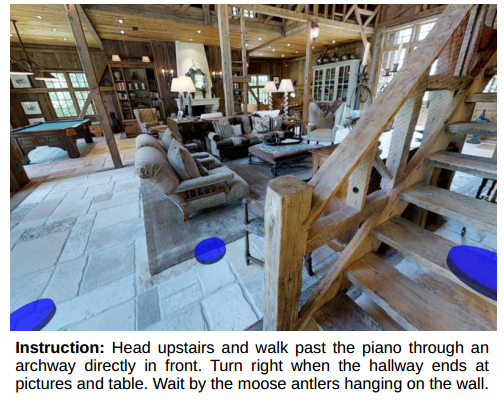 Instruction: Head upstairs and walk past the piano through an
archway directly in front. Turn right when the hallway ends at
pictures and table. Wait by the moose antlers hanging on the wall.